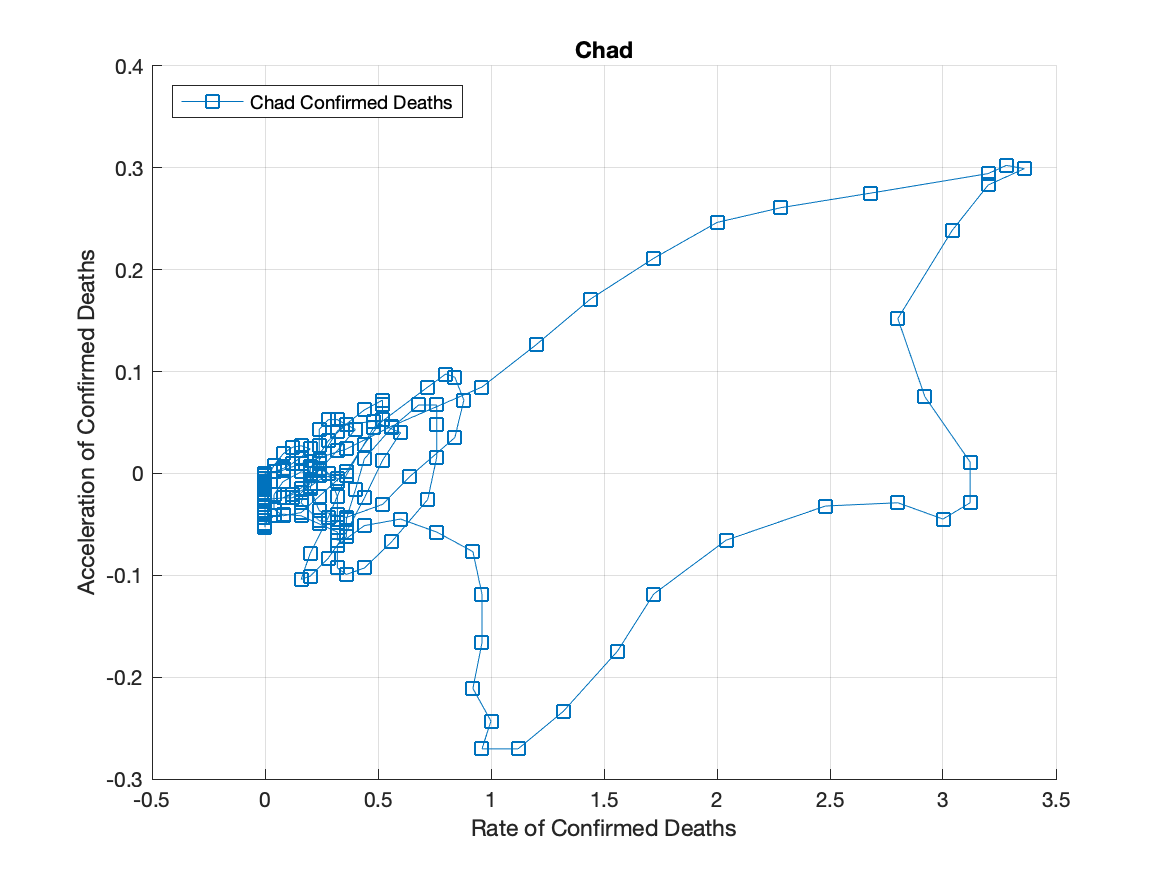 Chad
0.4
Chad Confirmed Deaths
0.3
0.2
0.1
0
-0.1
-0.2
-0.3
Acceleration of Confirmed Deaths
-0.5 0 0.5 1 1.5 2 2.5 3 3.5
Rate of Confirmed Deaths